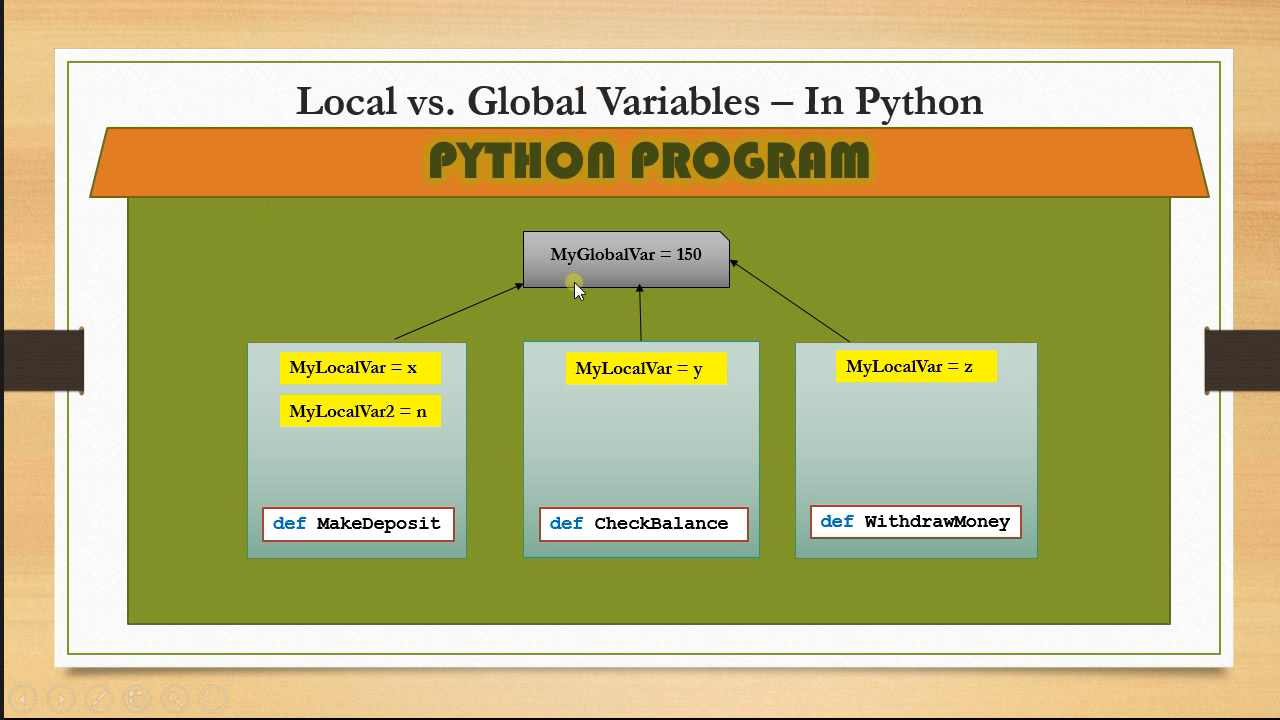 Local vs. Global Variables – In Python
PYTHON PROGRAM
MyGlobalVar = 150
MyLocalVar = x
MyLocalVar2 = n
def MakeDeposit
MyLocalVar = y
def CheckBalance
MyLocalVar = z
def WithdrawMoney